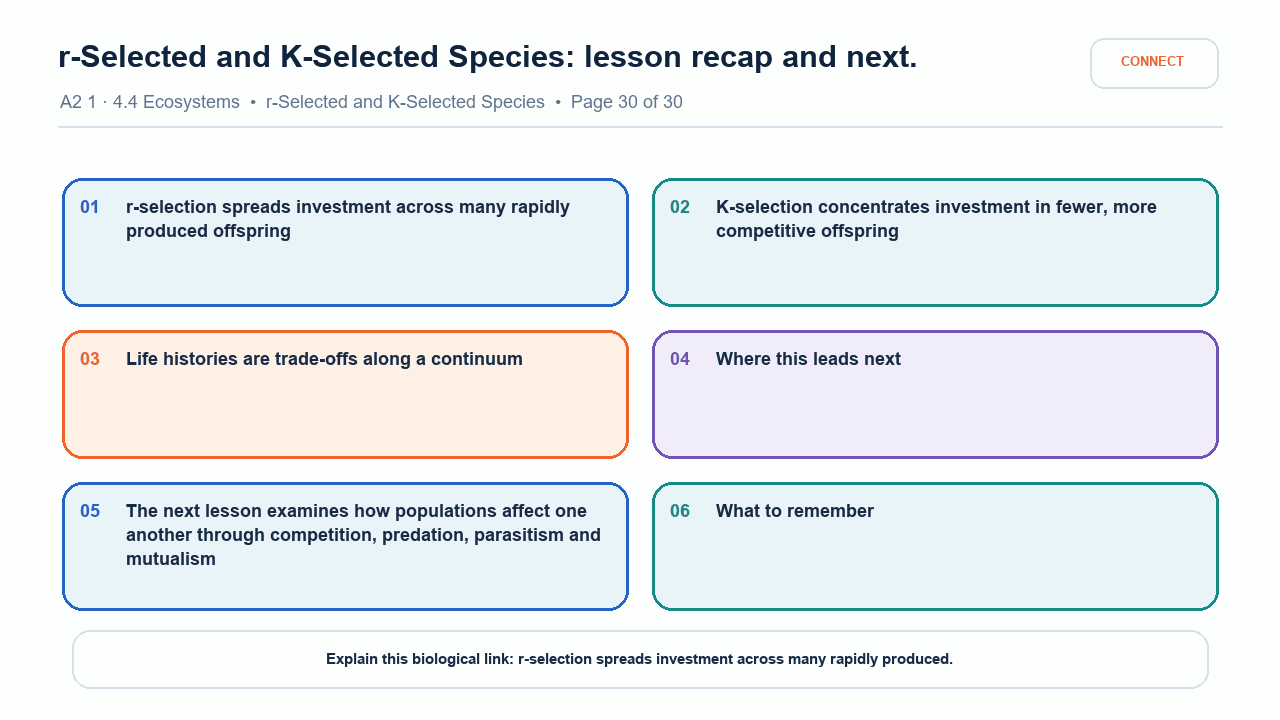 r-Selected and K-Selected Species: lesson recap and next.
CONNECT
A2 1 · 4.4 Ecosystems • r-Selected and K-Selected Species • Page 30 of 30
01 r-selection spreads investment across many rapidly
produced offspring
02 K-selection concentrates investment in fewer, more
competitive offspring
03 Life histories are trade-offs along a continuum
04 Where this leads next
05 The next lesson examines how populations affect one
another through competition, predation, parasitism and
mutualism
06 What to remember
Explain this biological link: r-selection spreads investment across many rapidly produced.